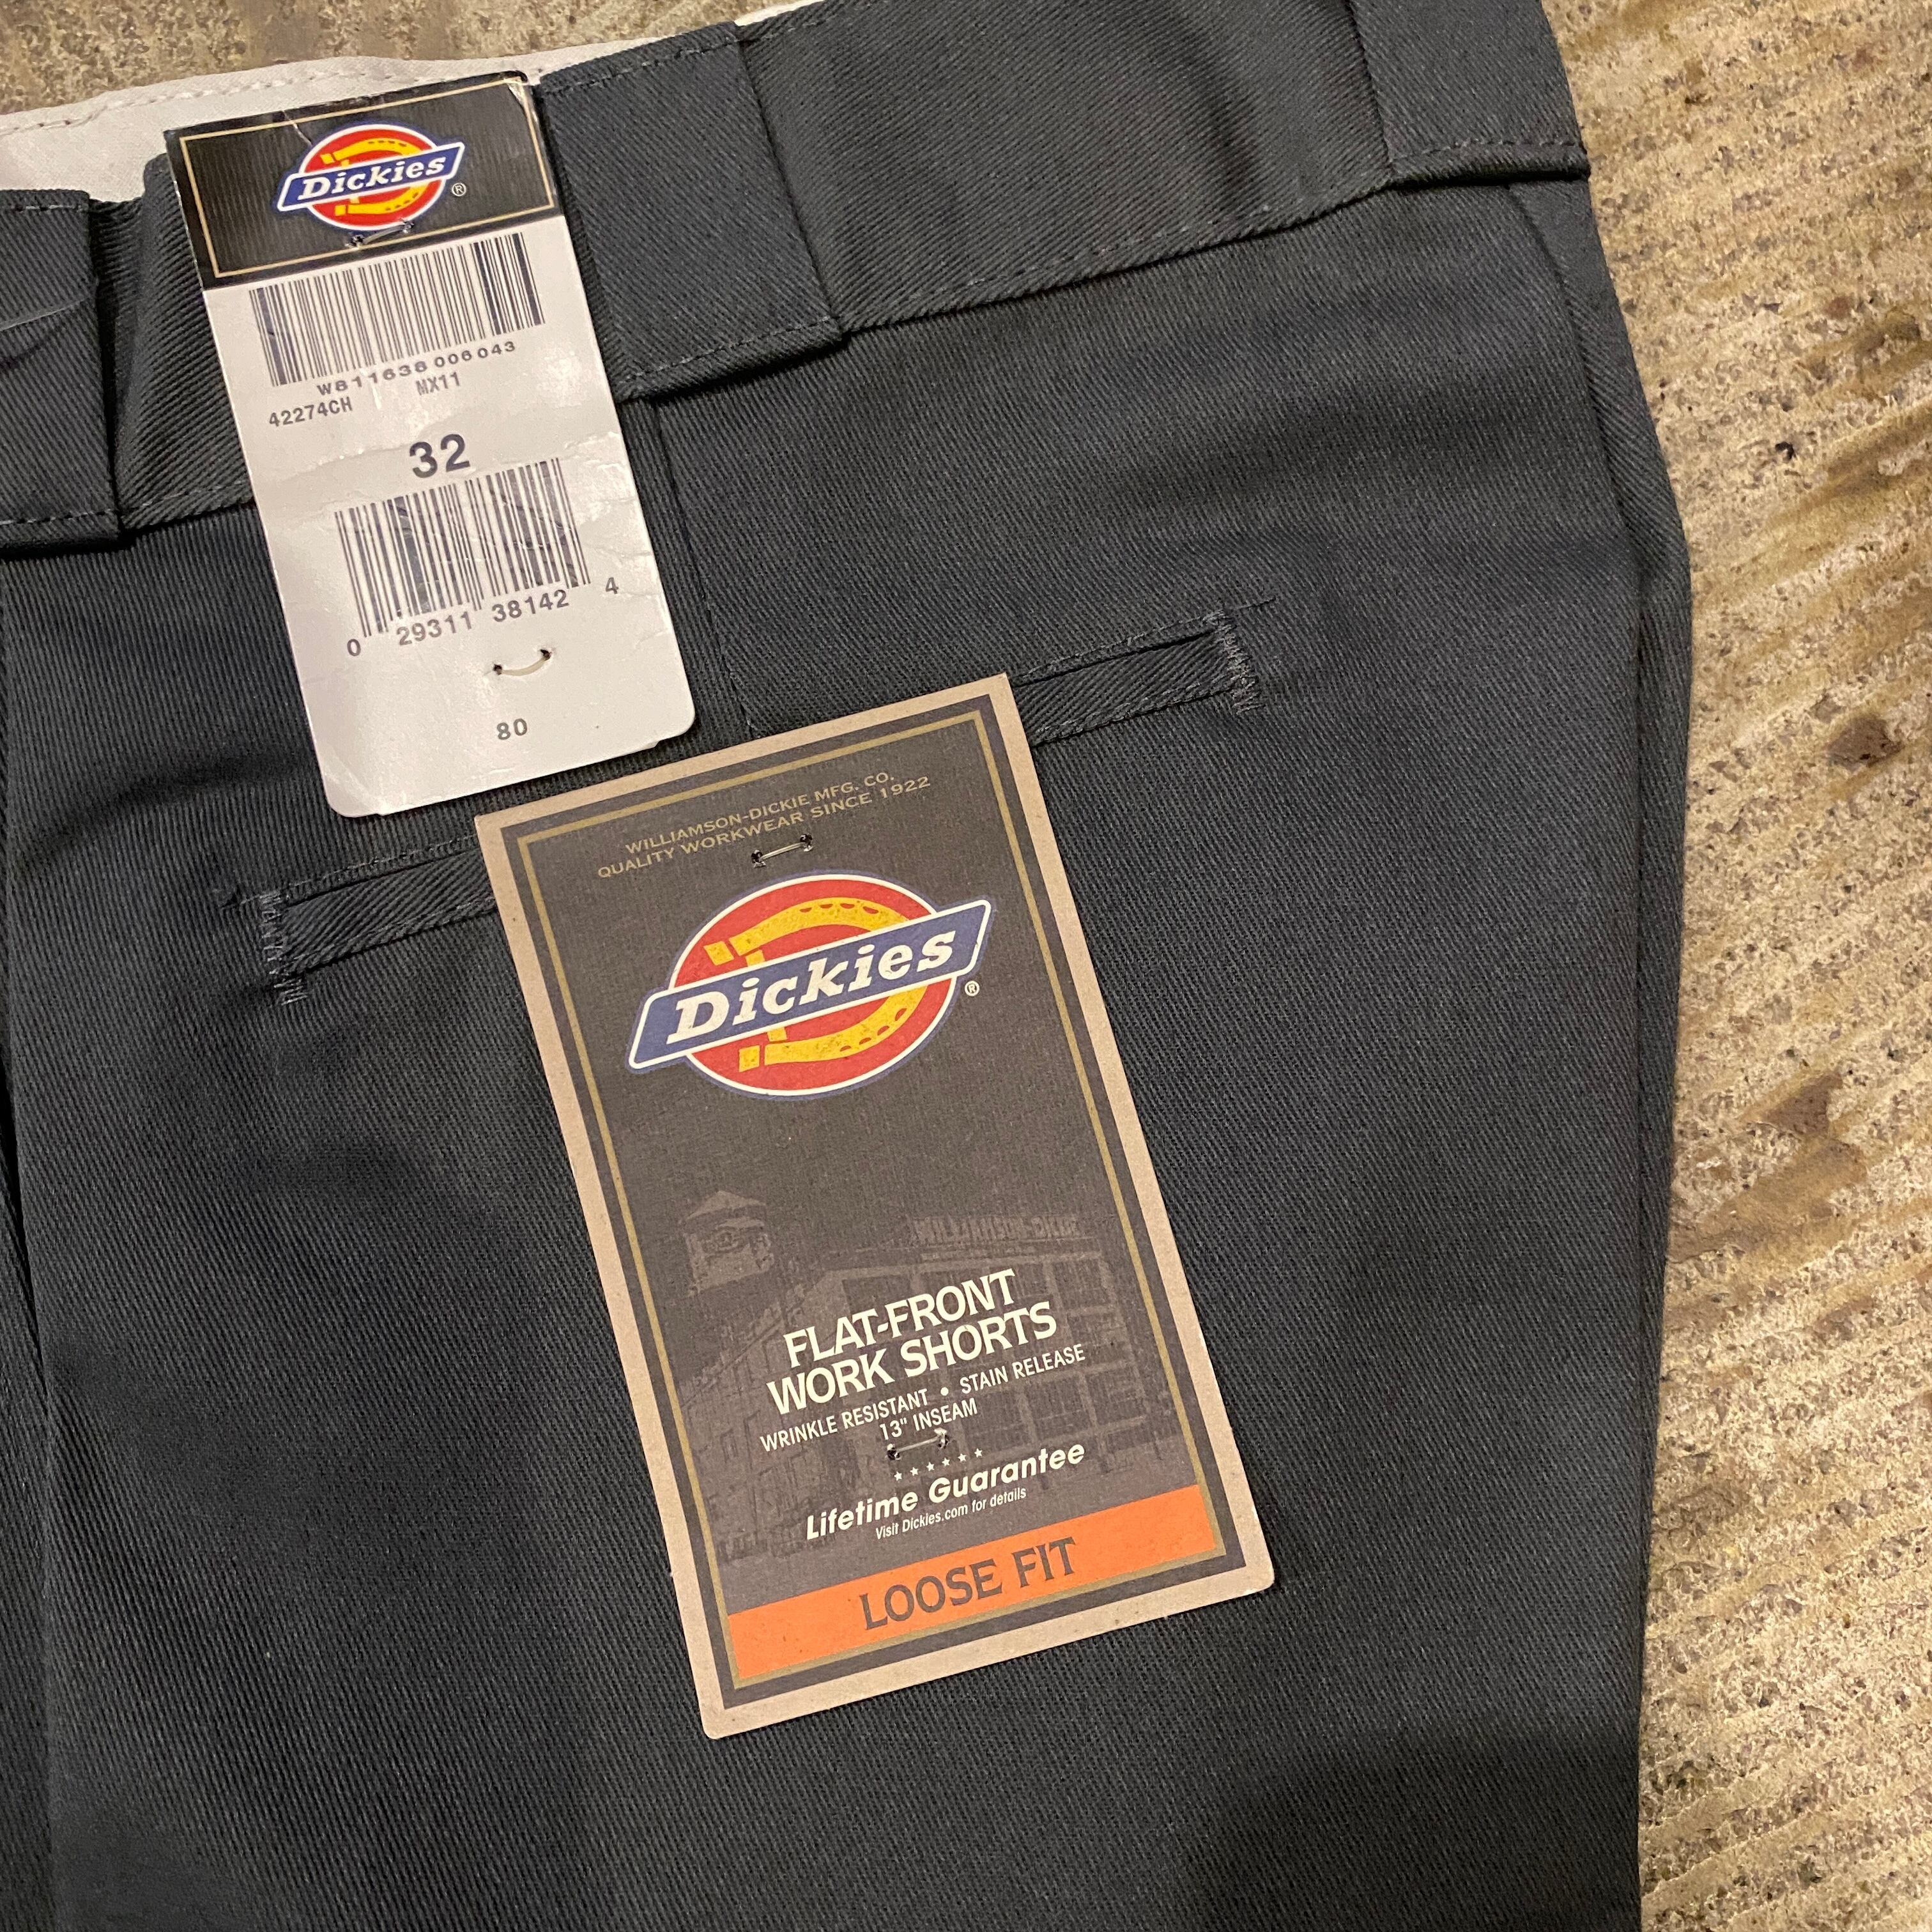 Dickies®
W811638 006043
42274CH NX11
32
0 29311 38142 4
80
WILLIAMSON-DICKIE MFG. CO.
QUALITY WORKWEAR SINCE 1922
Dickies®
FLAT-FRONT
WORK SHORTS
WRINKLE RESISTANT • STAIN RELEASE
13" INSEAM
Lifetime Guarantee
Visit Dickies.com for details
LOOSE FIT